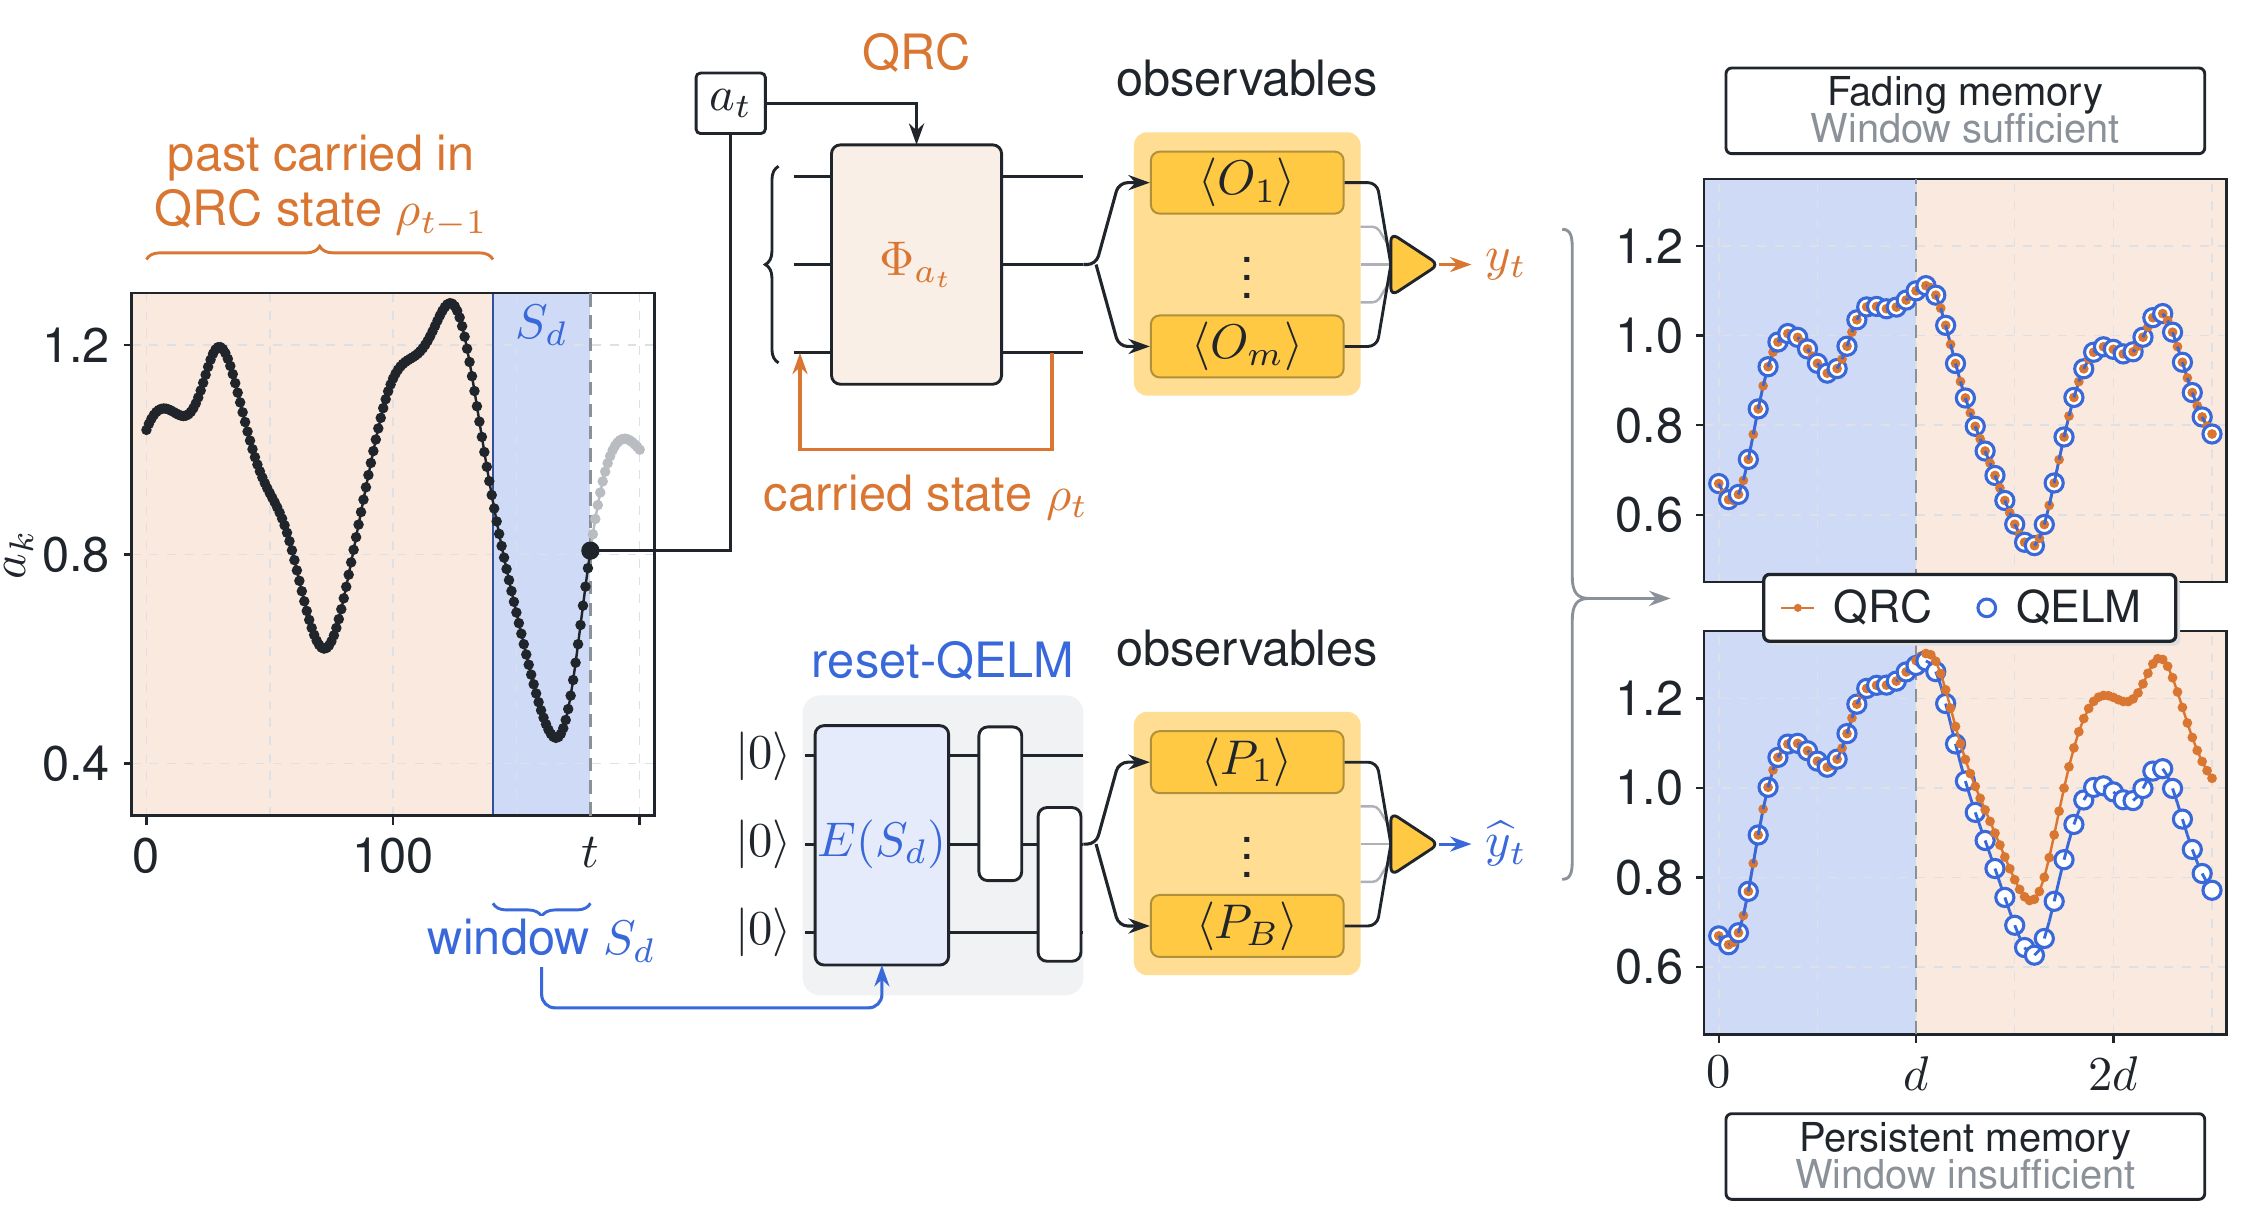 past carried in
QRC state ρₜ₋₁
S_d
a_k
1.2
0.8
0.4
0
100
t
window S_d
a_t
QRC
Φ_{a_t}
carried state ρ_t
observables
⟨O_1⟩
⋮
⟨O_m⟩
y_t
reset-QELM
|0⟩
|0⟩
|0⟩
E(S_d)
observables
⟨P_1⟩
⋮
⟨P_B⟩
ŷ_t
Fading memory
Window sufficient
1.2
1.0
0.8
0.6
QRC
QELM
1.2
1.0
0.8
0.6
0
d
2d
Persistent memory
Window insufficient